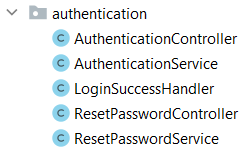 authentication
AuthenticationController
AuthenticationService
LoginSuccessHandler
ResetPasswordController
ResetPasswordService